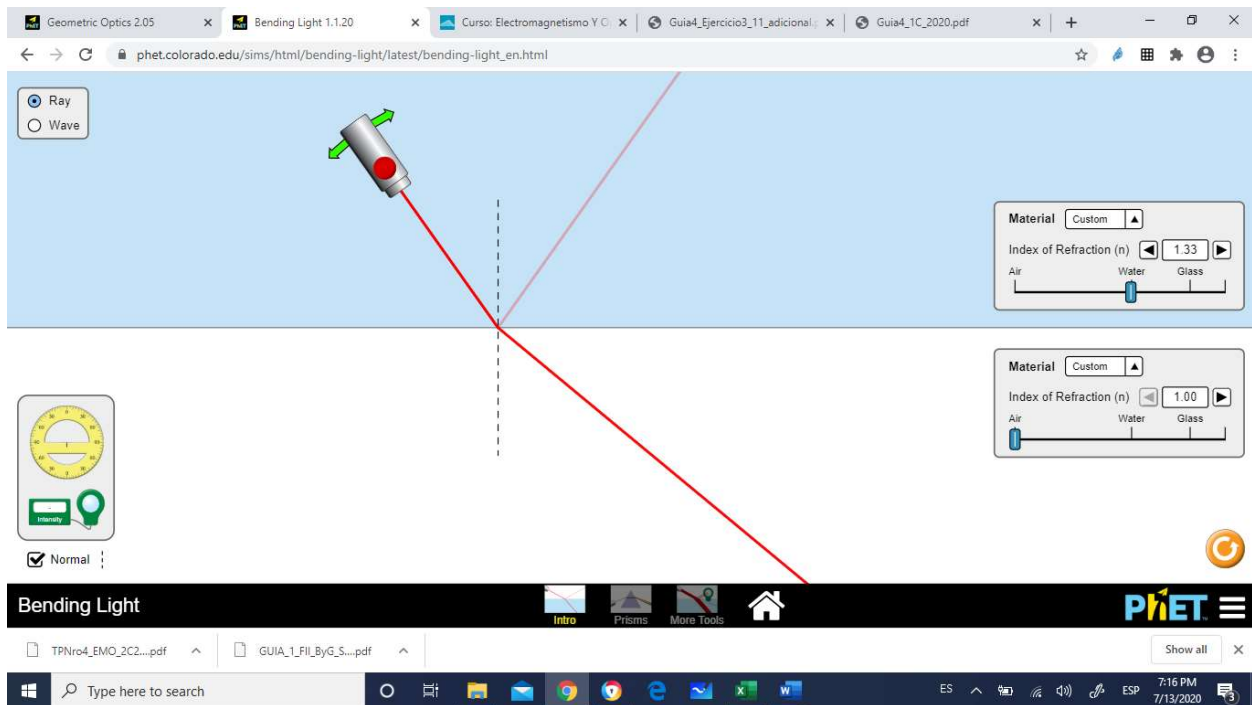 Geometric Optics 2.05
Bending Light 1.1.20
Curso: Electromagnetismo Y O
Guia4_Ejercicio3_11_adicional.
Guia4_1C_2020.pdf
phet.colorado.edu/sims/html/bending-light/latest/bending-light_en.html
Ray
Wave
Material Custom
Index of Refraction (n) 1.33
Air Water Glass
Material Custom
Index of Refraction (n) 1.00
Air Water Glass
Intensity
Normal
Bending Light
Intro Prisms More Tools
PhET
TPNro4_EMO_2C2....pdf
GUIA_1_FII_ByG_S....pdf
Show all
Type here to search
ES
ESP
7:16 PM
7/13/2020
3